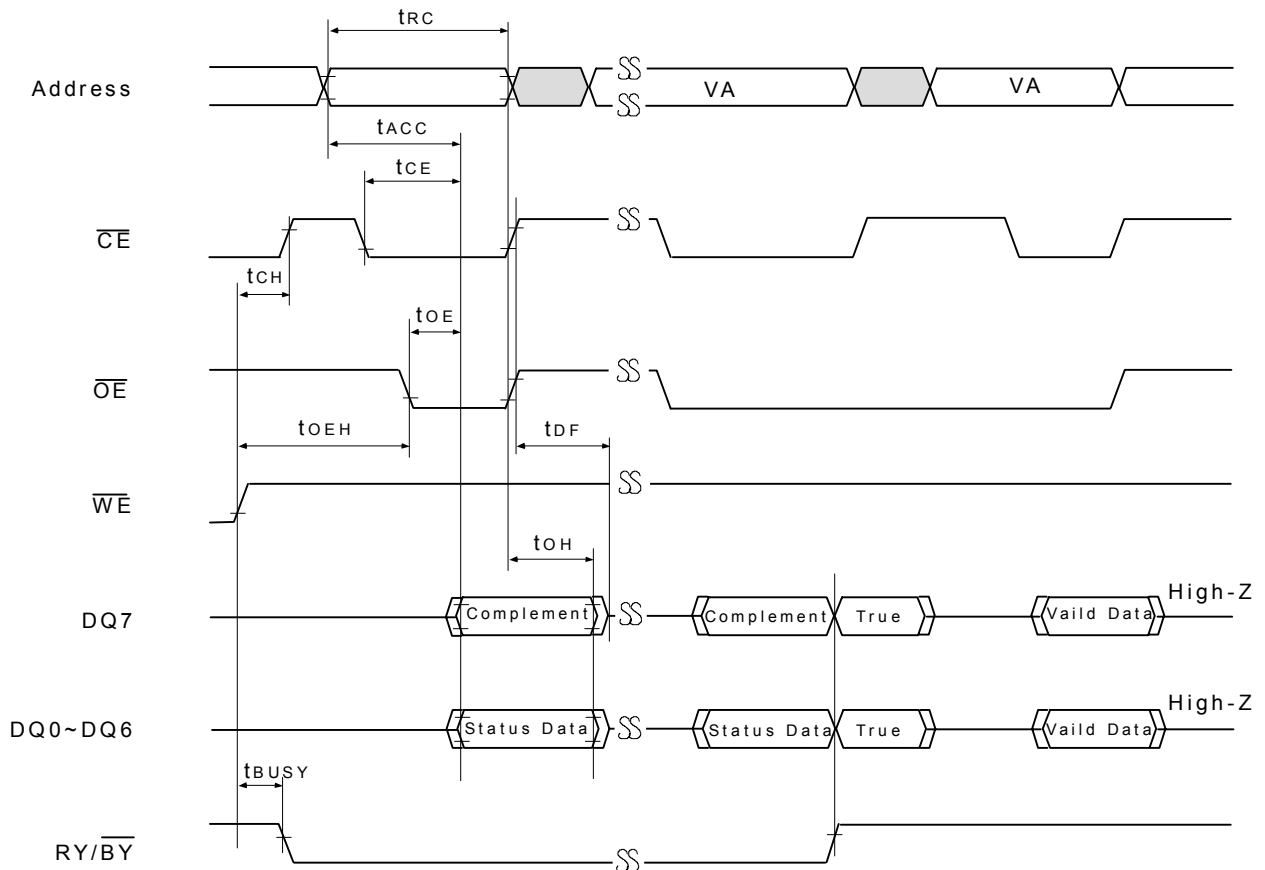 tRC
Address
VA
VA
tACC
tCE
CE
tCH
tOE
OE
tOEH
tDF
WE
tOH
DQ7
Complement
Complement
True
Vaild Data
High-Z
DQ0~DQ6
Status Data
Status Data
True
Vaild Data
High-Z
tBUSY
RY/BY